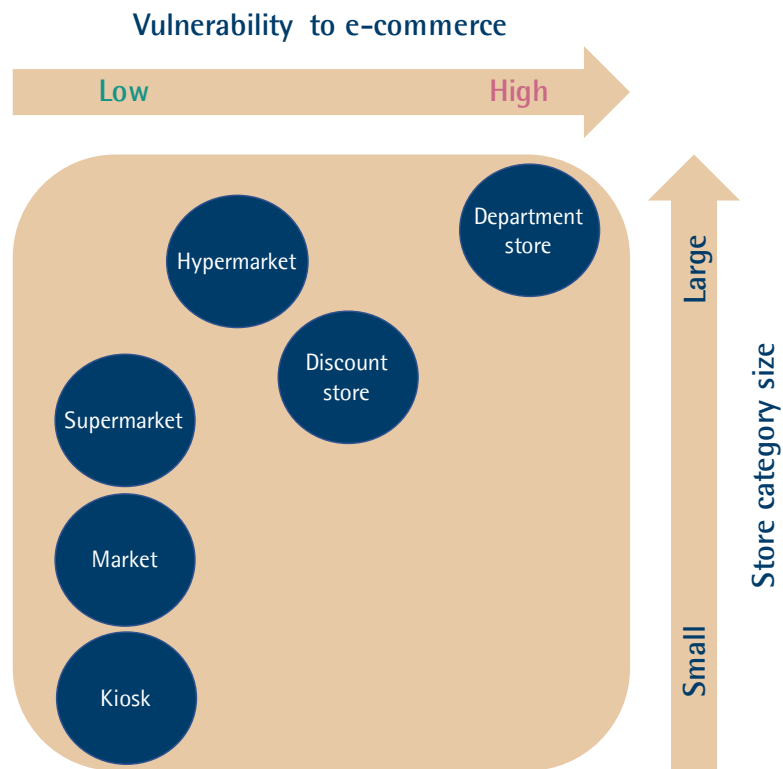 Vulnerability to e-commerce
Low
High
Department
store
Hypermarket
Discount
store
Supermarket
Market
Kiosk
Large
Small
Store category size